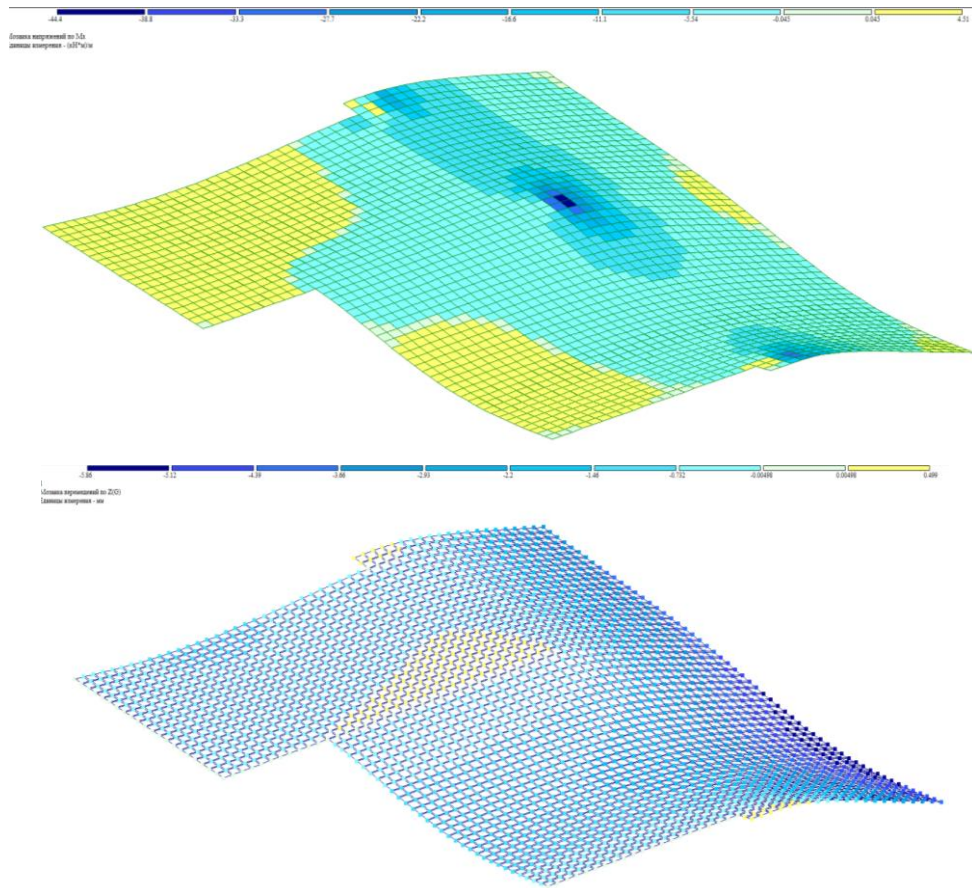 -44.4 -38.8 -33.3 -27.7 -22.2 -16.6 -11.1 -5.54 -0.045 0.045 4.51
Мозаика напряжений по Mx
Единицы измерения - (кН*м)/м
-5.86 -5.12 -4.39 -3.66 -2.93 -2.2 -1.46 -0.732 -0.00498 0.00498 0.499
Мозаика перемещений по Z(G)
Единицы измерения - мм